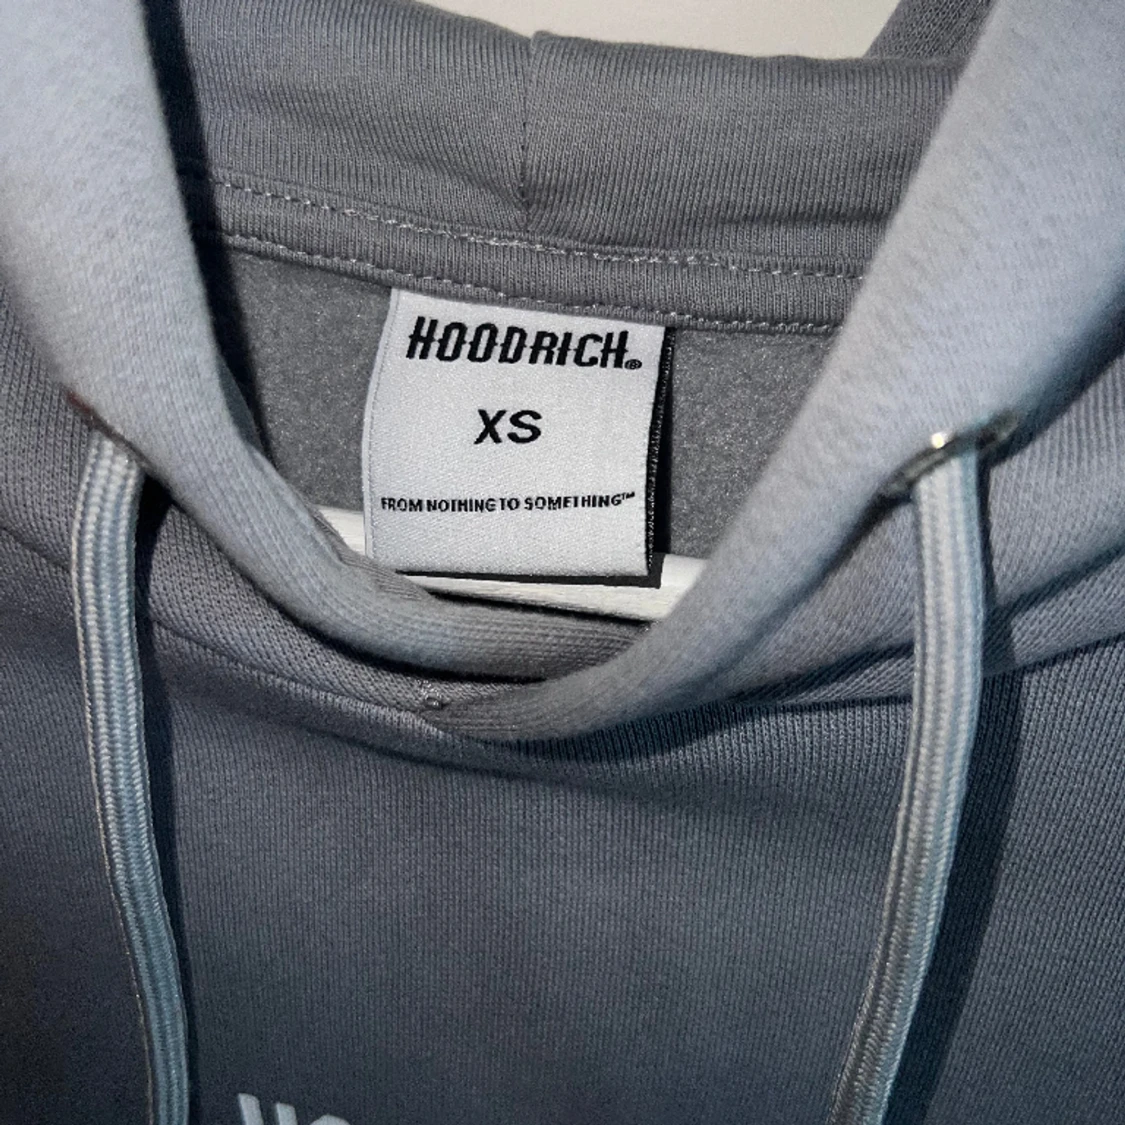 HOODRICH®
XS
FROM NOTHING TO SOMETHING™